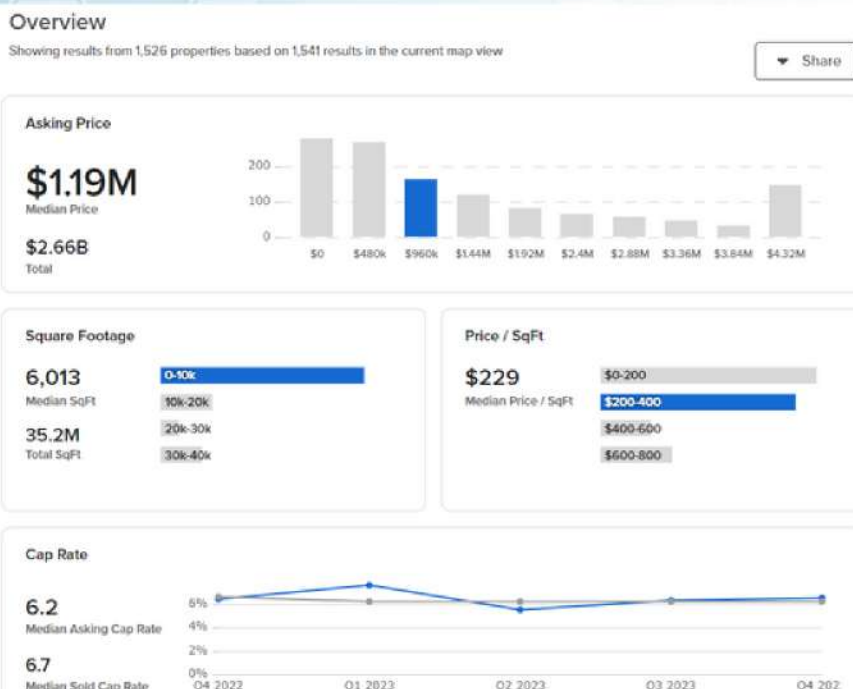 Overview
Showing results from 1,526 properties based on 1,541 results in the current map view
Share
Asking Price
$1.19M
Median Price
$2.66B
Total
200
100
0
$0 $480k $960k $1.44M $1.92M $2.4M $2.88M $3.36M $3.84M $4.32M
Square Footage
6,013
Median SqFt
35.2M
Total SqFt
0-10k
10k-20k
20k-30k
30k-40k
Price / SqFt
$229
Median Price / SqFt
$0-200
$200-400
$400-600
$600-800
Cap Rate
6.2
Median Asking Cap Rate
6.7
Median Sold Cap Rate
6%
4%
2%
0%
Q4 2022 Q1 2023 Q2 2023 Q3 2023 Q4 202